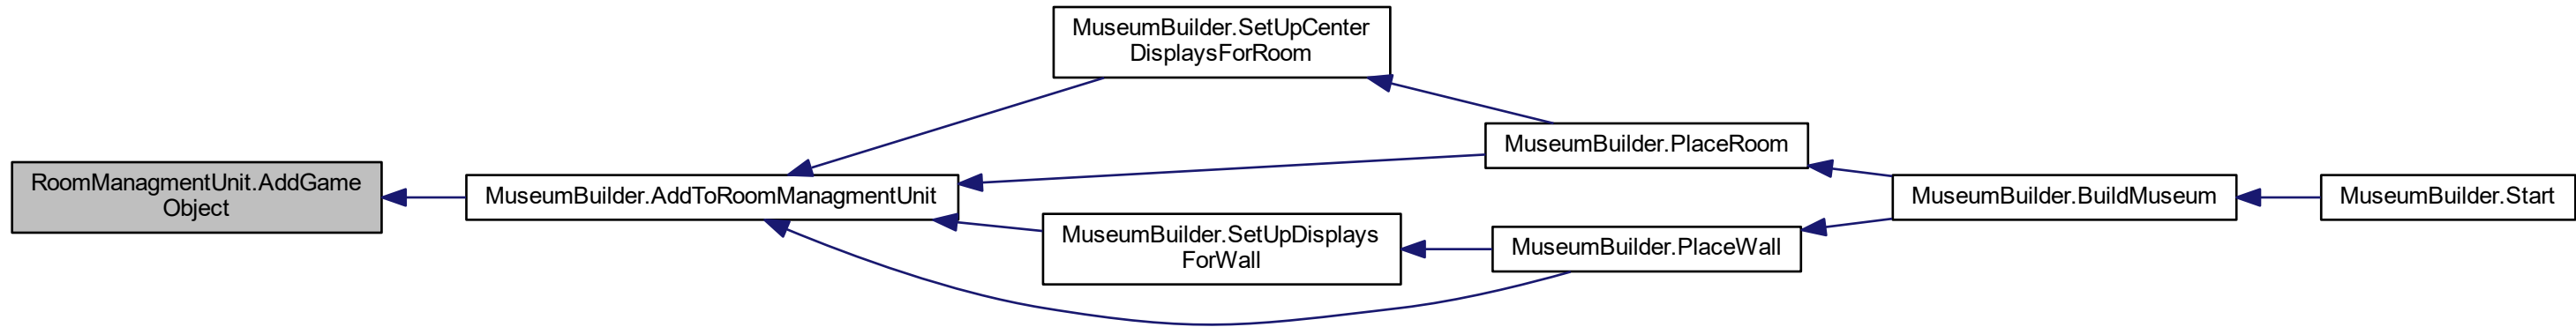 RoomManagmentUnit.AddGame
Object
MuseumBuilder.AddToRoomManagmentUnit
MuseumBuilder.SetUpCenter
DisplaysForRoom
MuseumBuilder.SetUpDisplays
ForWall
MuseumBuilder.PlaceRoom
MuseumBuilder.PlaceWall
MuseumBuilder.BuildMuseum
MuseumBuilder.Start